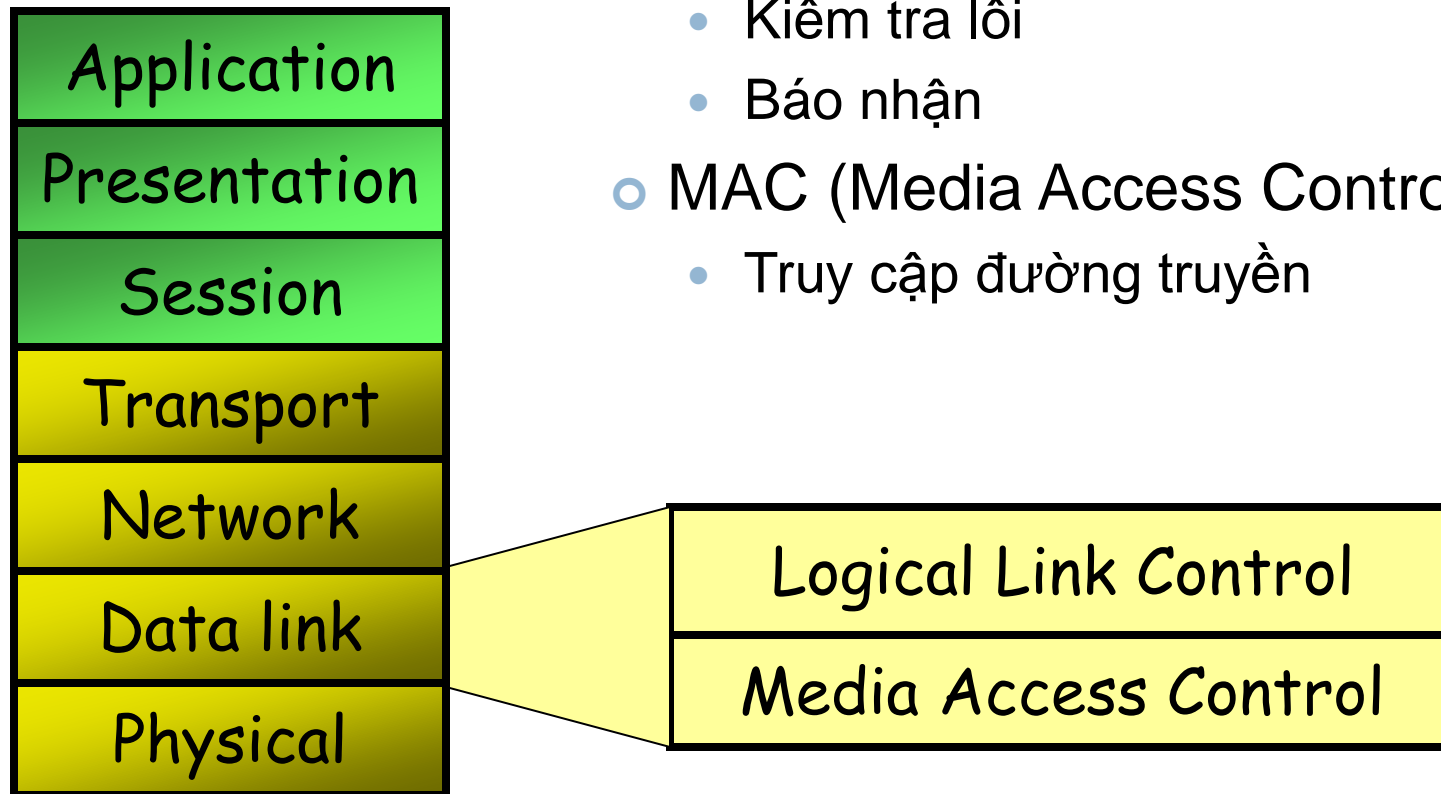 Application
Presentation
Session
Transport
Network
Data link
Physical
Kiểm tra lỗi
Báo nhận
MAC (Media Access Contro
Truy cập đường truyền
Logical Link Control
Media Access Control